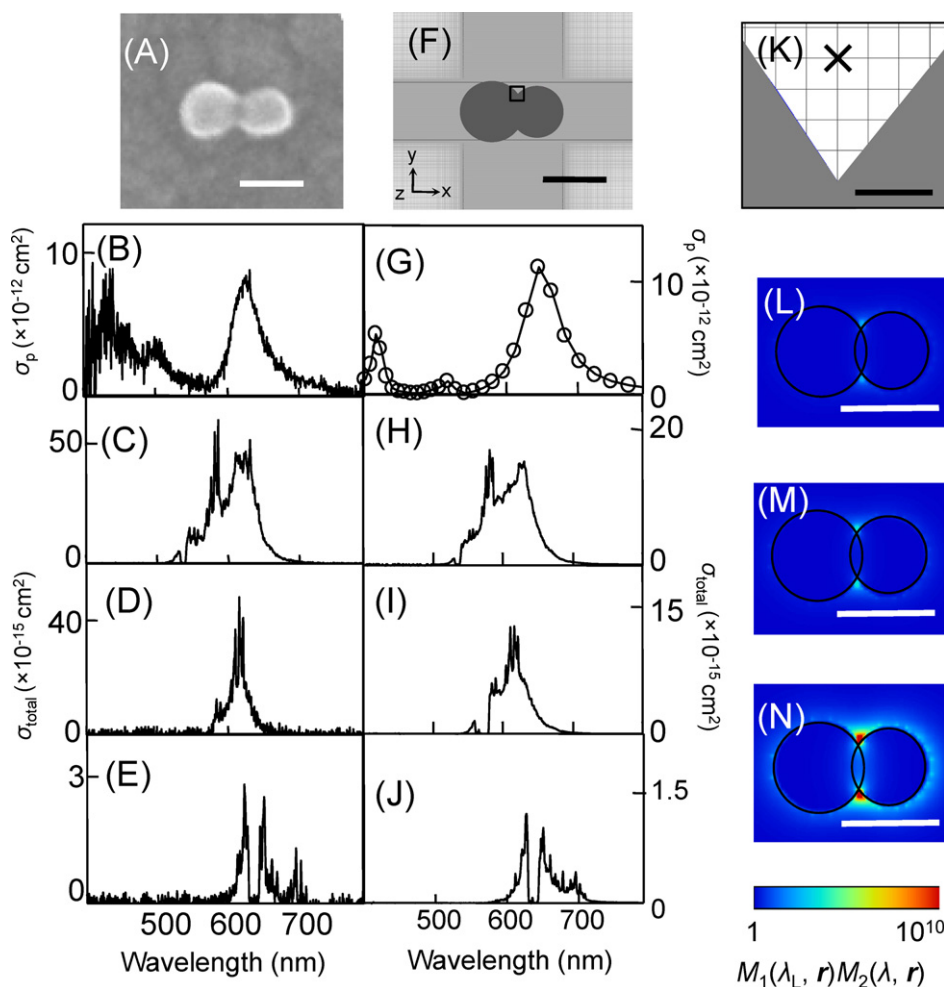 (A)
(F)
y
z
x
(K)
(B)
10
0
σp (×10-12 cm2)
(G)
10
0
σp (×10-12 cm2)
(C)
50
0
(H)
20
0
(D)
40
0
σtotal (×10-15 cm2)
(I)
15
0
σtotal (×10-15 cm2)
(E)
3
0
(J)
1.5
0
500 600 700
500 600 700
Wavelength (nm)
Wavelength (nm)
(L)
(M)
(N)
1 10¹⁰
M1(λL, r)M2(λ, r)